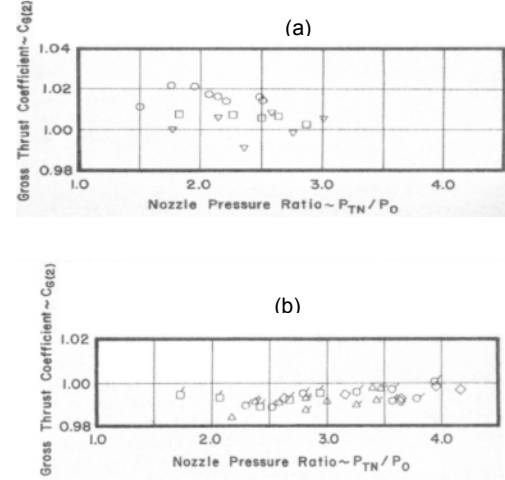 (a)
Gross Thrust Coefficient ~ CG(2)
1.04
1.02
1.00
0.98
1.0 2.0 3.0 4.0
Nozzle Pressure Ratio ~ PTN/PO
(b)
Gross Thrust Coefficient ~ CG(2)
1.02
1.00
0.98
1.0 2.0 3.0 4.0
Nozzle Pressure Ratio ~ PTN/PO